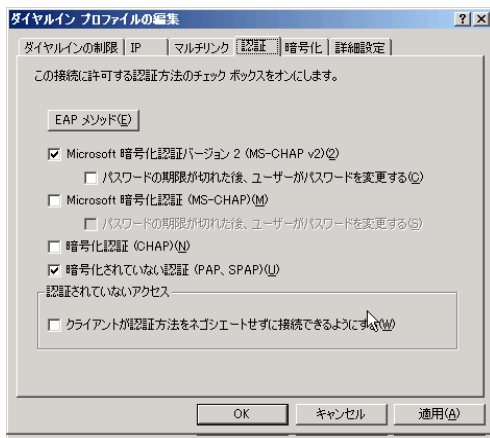 ダイヤルイン プロファイルの編集
ダイヤルインの制限 IP マルチリンク 認証 暗号化 詳細設定
この接続に許可する認証方法のチェック ボックスをオンにします。
EAP メソッド(E)
Microsoft 暗号化認証バージョン 2 (MS-CHAP v2)(2)
パスワードの期限が切れた後、ユーザーがパスワードを変更する(C)
Microsoft 暗号化認証 (MS-CHAP)(M)
パスワードの期限が切れた後、ユーザーがパスワードを変更する(S)
暗号化認証 (CHAP)(N)
暗号化されていない認証 (PAP、SPAP)(U)
認証されていないアクセス
クライアントが認証方法をネゴシエートせずに接続できるようにする(W)
OK キャンセル 適用(A)